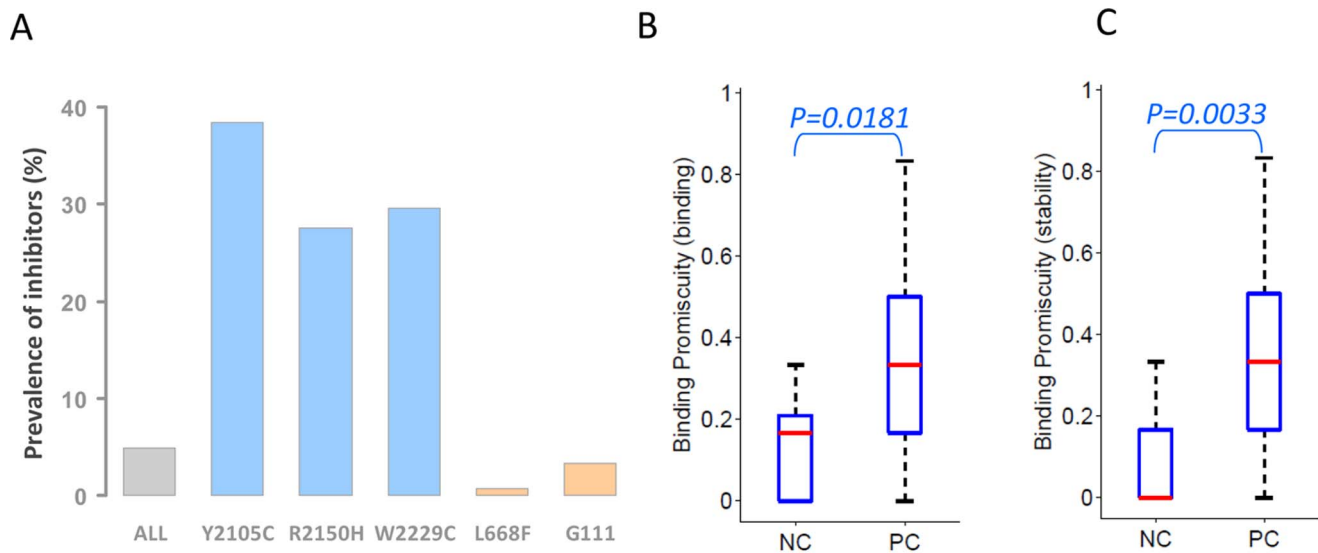 A
Prevalence of inhibitors (%)
40
30
20
10
0
ALL Y2105C R2150H W2229C L668F G111
B
Binding Promiscuity (binding)
1
0.8
0.6
0.4
0.2
0
P=0.0181
NC PC
C
Binding Promiscuity (stability)
1
0.8
0.6
0.4
0.2
0
P=0.0033
NC PC